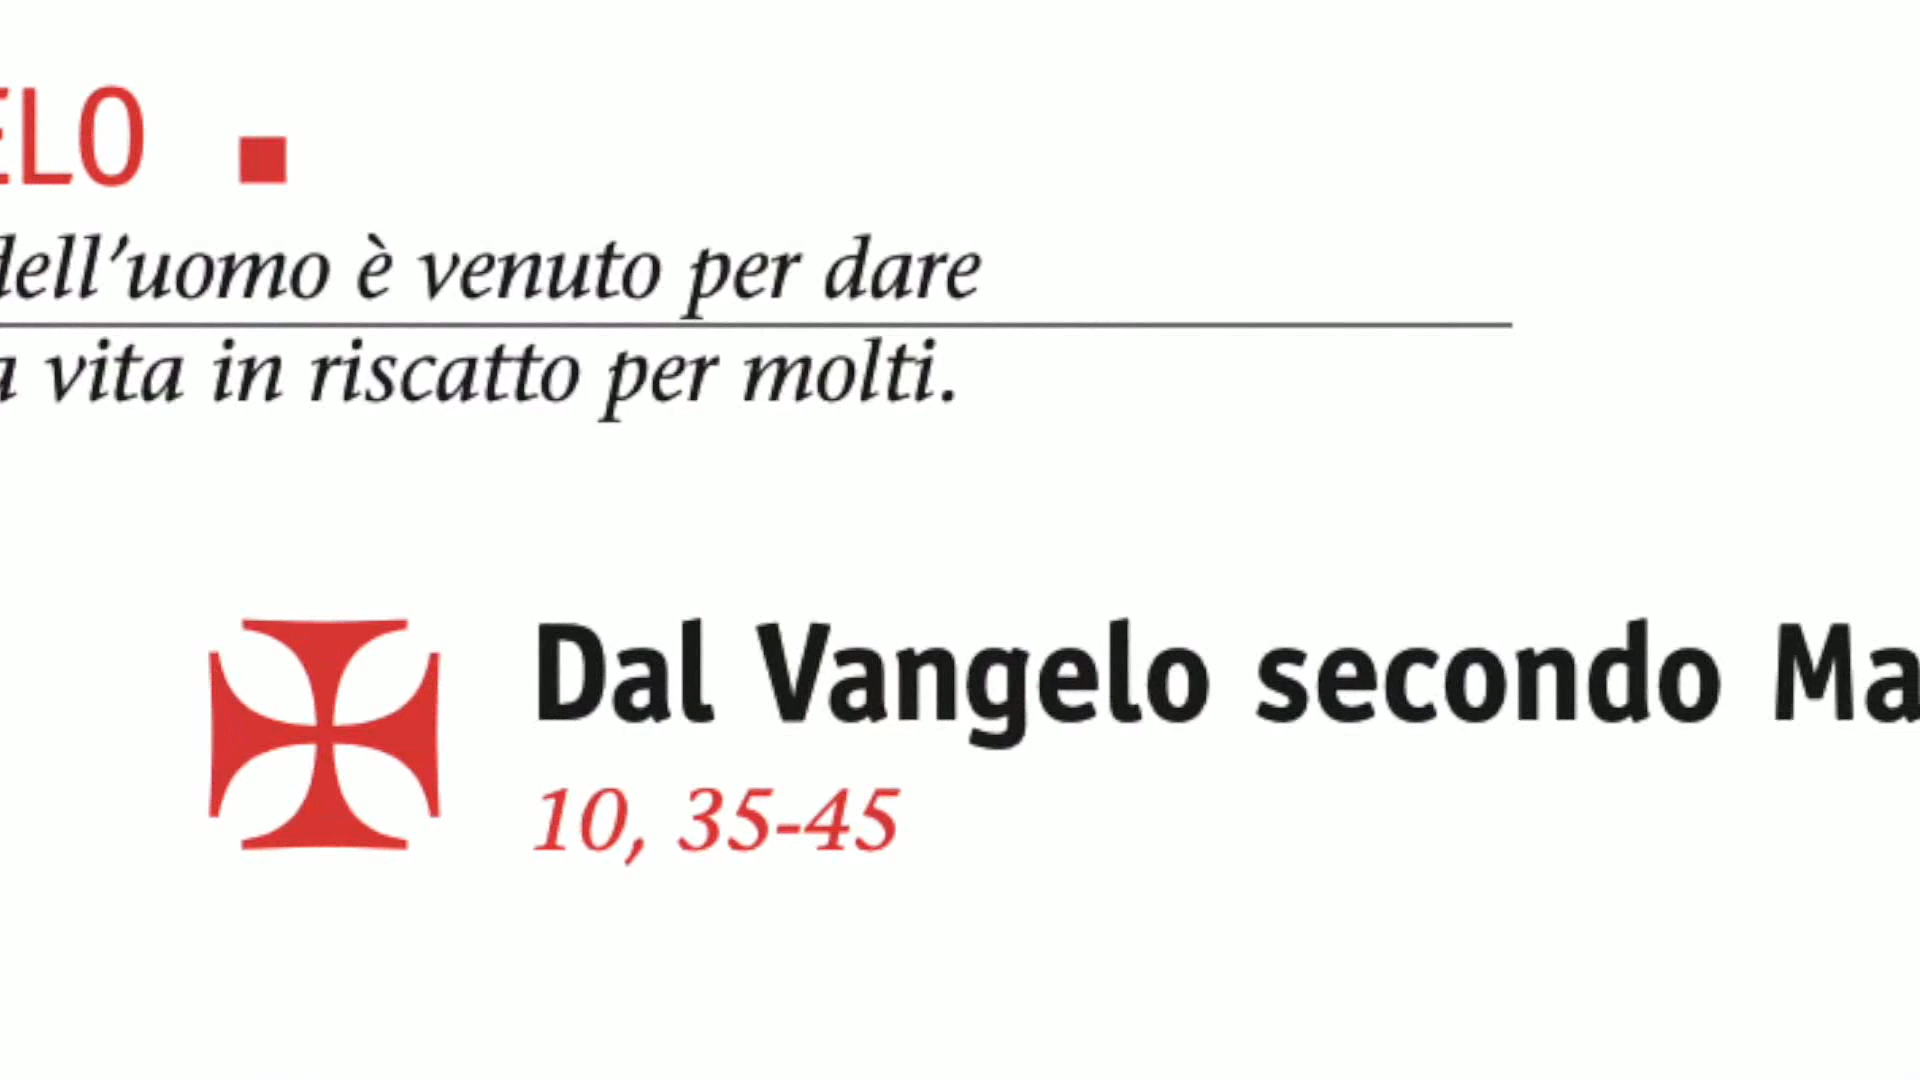 ELO
dell'uomo è venuto per dare
a vita in riscatto per molti.
Dal Vangelo secondo Ma
10, 35-45